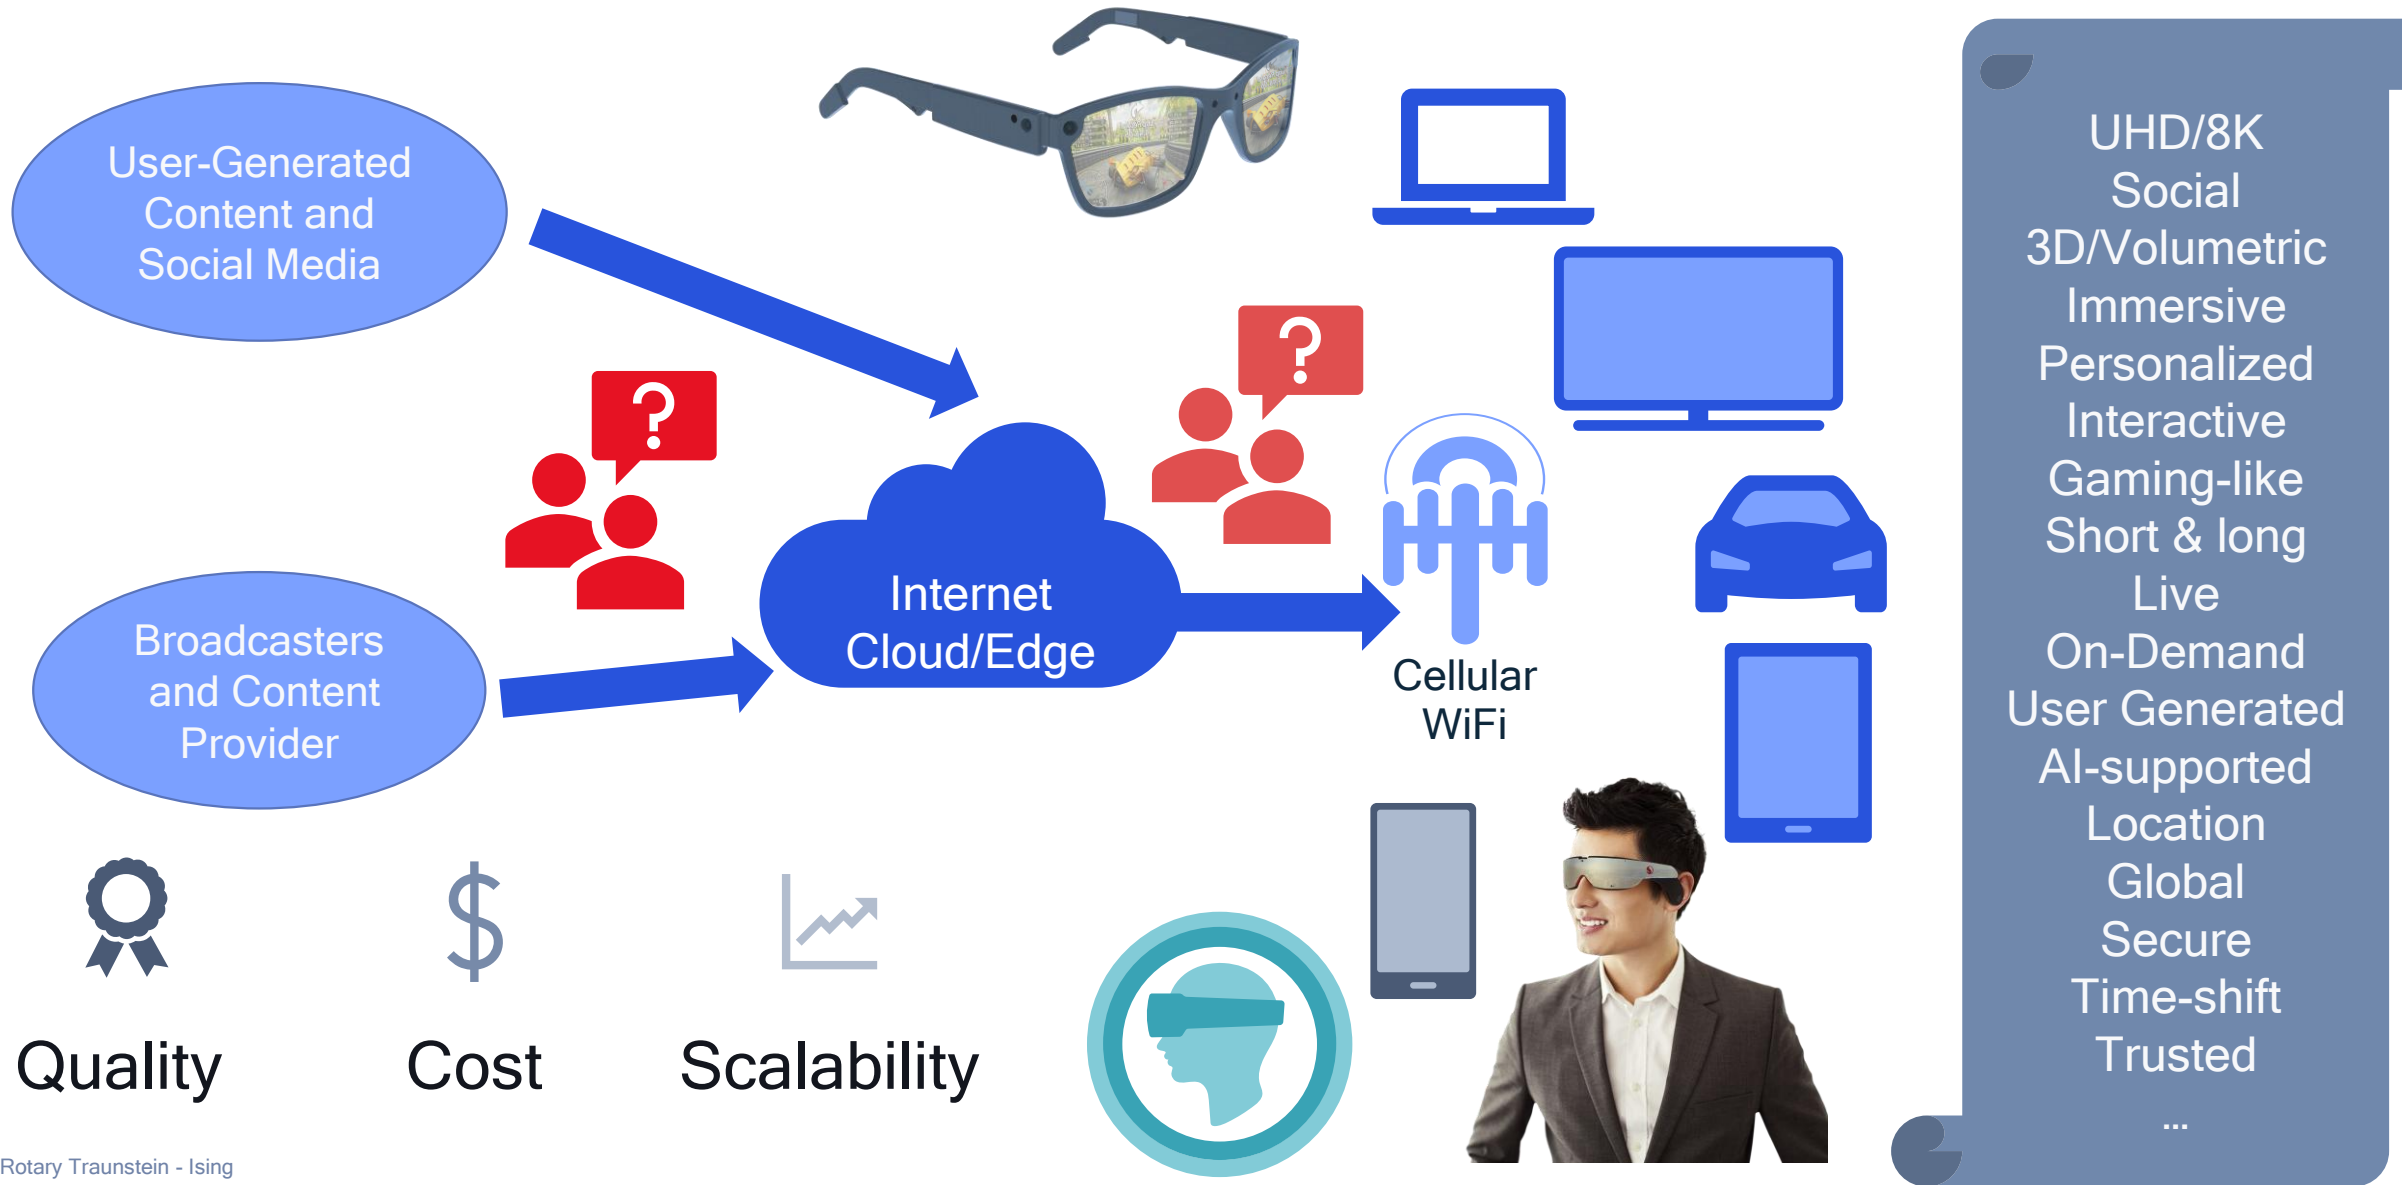 User-Generated
Content and
Social Media
?
?
Broadcasters
and Content
Provider
Internet
Cloud/Edge
Cellular
WiFi
$
Quality
Cost
Scalability
Rotary Traunstein - Ising
UHD/8K
Social
3D/Volumetric
Immersive
Personalized
Interactive
Gaming-like
Short & long
Live
On-Demand
User Generated
AI-supported
Location
Global
Secure
Time-shift
Trusted
...